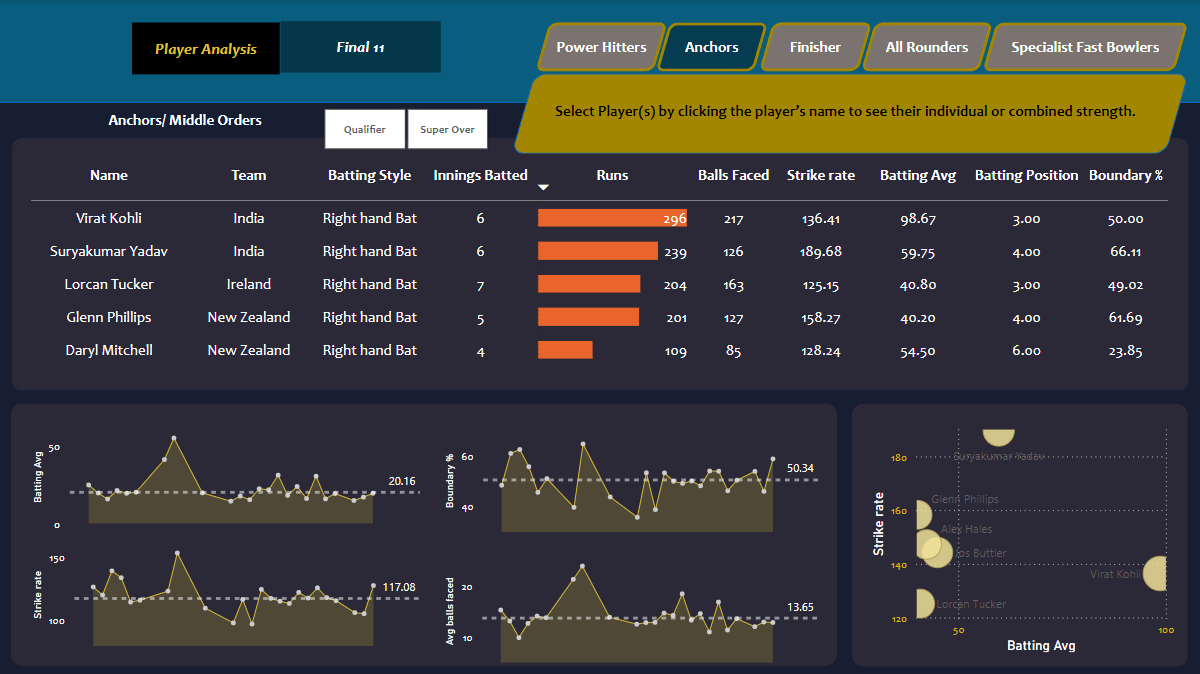 Player Analysis
Final 11
Power Hitters
Anchors
Finisher
All Rounders
Specialist Fast Bowlers
Select Player(s) by clicking the player's name to see their individual or combined strength.
Anchors/ Middle Orders
Qualifier
Super Over
Name Team Batting Style Innings Batted Runs Balls Faced Strike rate Batting Avg Batting Position Boundary %
Virat Kohli India Right hand Bat 6 296 217 136.41 98.67 3.00 50.00
Suryakumar Yadav India Right hand Bat 6 239 126 189.68 59.75 4.00 66.11
Lorcan Tucker Ireland Right hand Bat 7 204 163 125.15 40.80 3.00 49.02
Glenn Phillips New Zealand Right hand Bat 5 201 127 158.27 40.20 4.00 61.69
Daryl Mitchell New Zealand Right hand Bat 4 109 85 128.24 54.50 6.00 23.85
Batting Avg
50
0
20.16
Boundary %
60
40
50.34
Strike rate
150
100
117.08
Avg balls faced
20
10
13.65
Strike rate
180
160
140
120
Suryakumar Yadav
Glenn Phillips
Alex Hales
Jos Buttler
Virat Kohli
Lorcan Tucker
50
100
Batting Avg